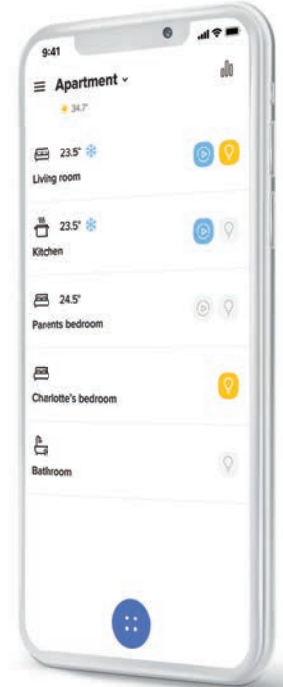 9:41
Apartment
34.7°
23.5°
Living room
23.5°
Kitchen
24.5°
Parents bedroom
Charlotte's bedroom
Bathroom